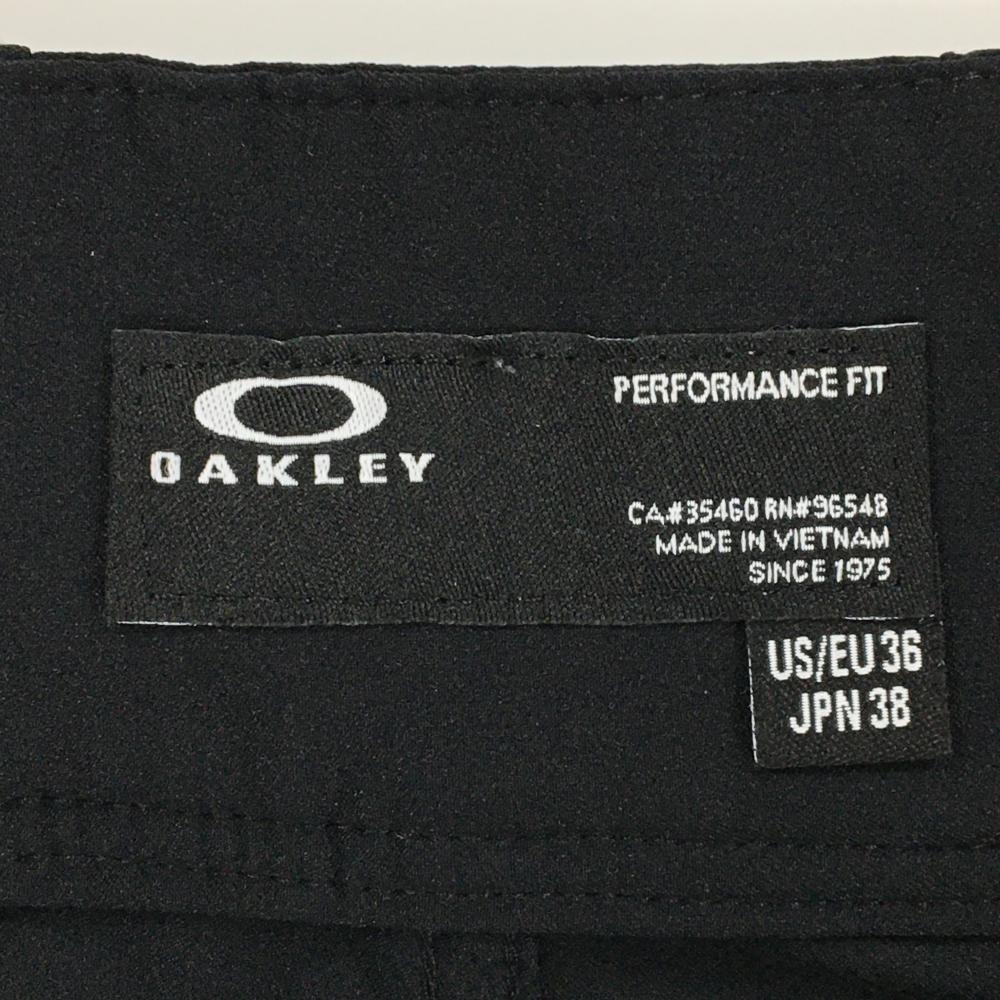 OAKLEY
PERFORMANCE FIT
CA#35460 RN#96548
MADE IN VIETNAM
SINCE 1975
US/EU 36
JPN 38